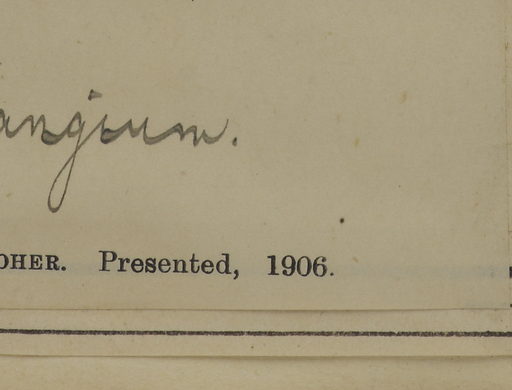 angium.
OHER. Presented, 1906.